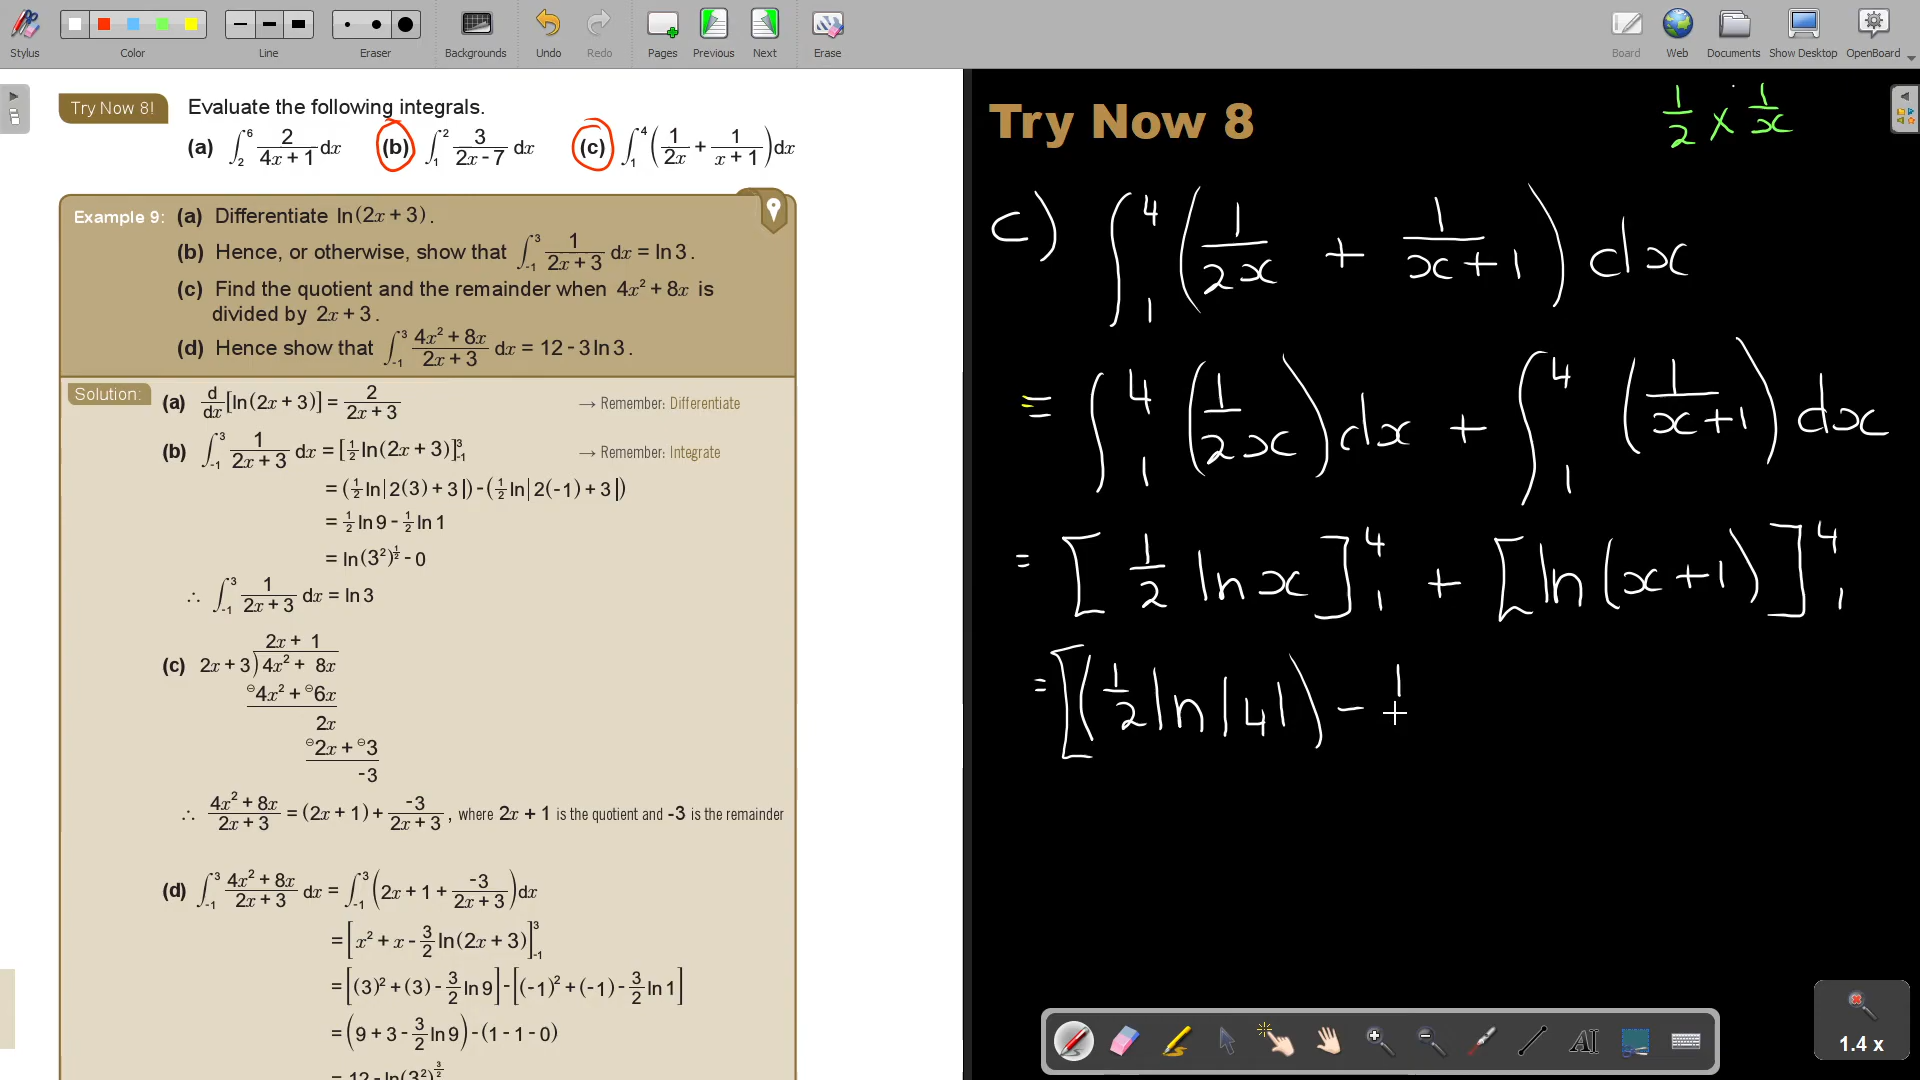 Stylus Color Line Eraser Backgrounds Undo Redo Pages Previous Next Erase Board Web Documents Show Desktop OpenBoard
Try Now 8! Evaluate the following integrals.
(a) ∫₂⁶ 2/(4x + 1) dx (b) ∫₁² 3/(2x - 7) dx (c) ∫₁⁴ (1/2x + 1/(x + 1)) dx
Example 9: (a) Differentiate ln(2x + 3).
(b) Hence, or otherwise, show that ∫₋₁³ 1/(2x + 3) dx = ln 3.
(c) Find the quotient and the remainder when 4x² + 8x is
divided by 2x + 3.
(d) Hence show that ∫₋₁³ (4x² + 8x)/(2x + 3) dx = 12 - 3 ln 3.
Solution:
(a) d/dx [ln(2x + 3)] = 2/(2x + 3) → Remember: Differentiate
(b) ∫₋₁³ 1/(2x + 3) dx = [½ ln(2x + 3)]₋₁³ → Remember: Integrate
= (½ ln|2(3) + 3|) - (½ ln|2(-1) + 3|)
= ½ ln 9 - ½ ln 1
= ln(3²)^½ - 0
∴ ∫₋₁³ 1/(2x + 3) dx = ln 3
2x + 1
(c) 2x + 3)4x² + 8x
⊖4x² + ⊖6x
2x
⊖2x + ⊖3
-3
∴ (4x² + 8x)/(2x + 3) = (2x + 1) + -3/(2x + 3), where 2x + 1 is the quotient and -3 is the remainder
(d) ∫₋₁³ (4x² + 8x)/(2x + 3) dx = ∫₋₁³ (2x + 1 + -3/(2x + 3)) dx
= [x² + x - 3/2 ln(2x + 3)]₋₁³
= [(3)² + (3) - 3/2 ln 9] - [(-1)² + (-1) - 3/2 ln 1]
= (9 + 3 - 3/2 ln 9) - (1 - 1 - 0)
= 12 - ln(3²)^3/2
Try Now 8
1/2 × 1/x
c) ∫₁⁴ (1/2x + 1/(x+1)) dx
= ∫₁⁴ (1/2x) dx + ∫₁⁴ (1/(x+1)) dx
= [1/2 ln x]₁⁴ + [ln(x+1)]₁⁴
= [(1/2 ln|4|) - 1
1.4 x